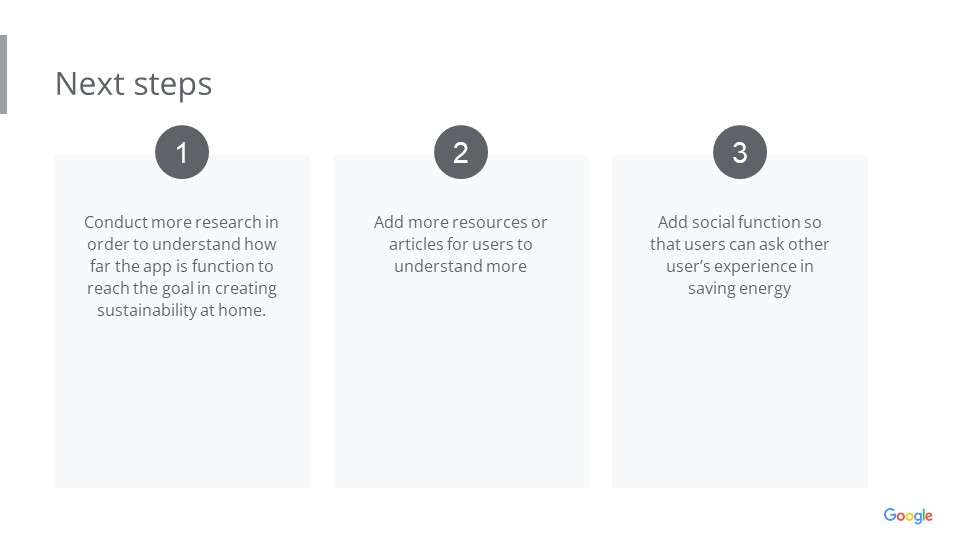 Next steps
1
Conduct more research in
order to understand how
far the app is function to
reach the goal in creating
sustainability at home.
2
Add more resources or
articles for users to
understand more
3
Add social function so
that users can ask other
user’s experience in
saving energy
Google